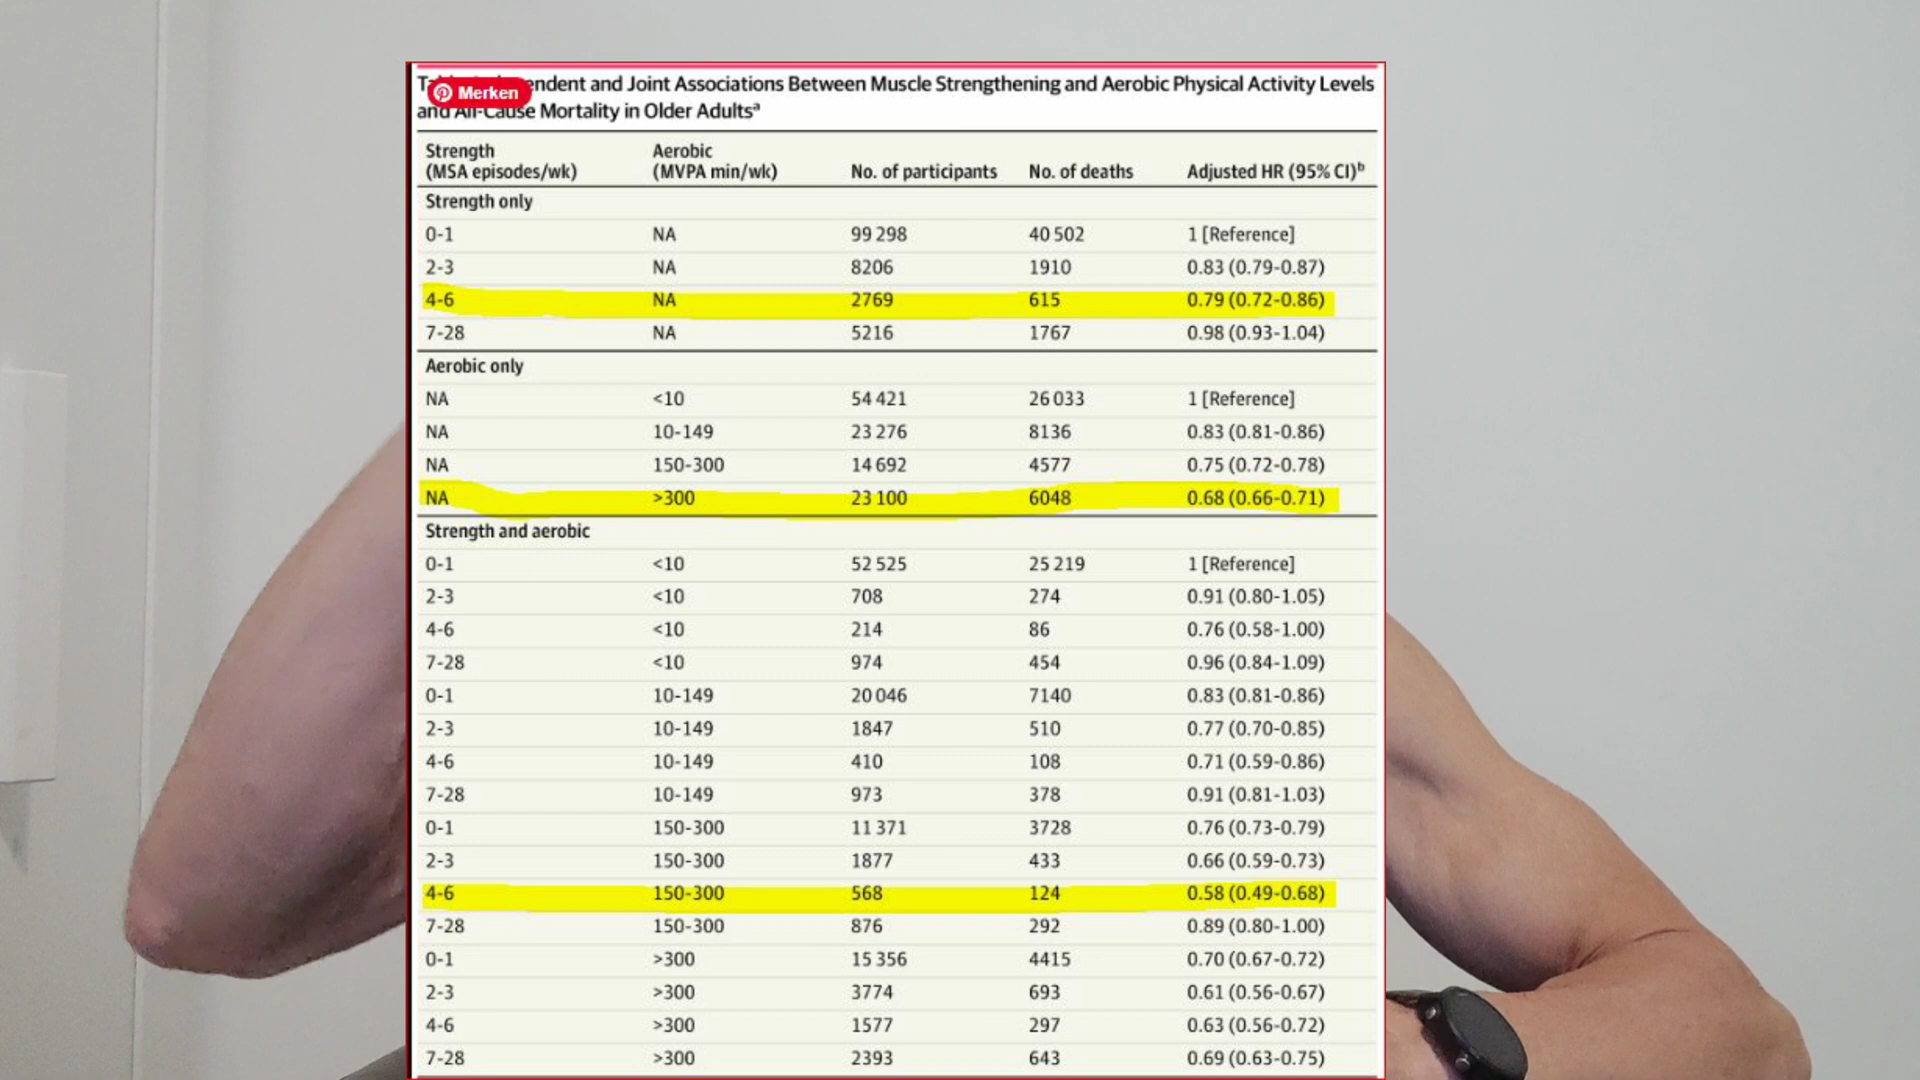 Merken
endent and Joint Associations Between Muscle Strengthening and Aerobic Physical Activity Levels
and All-Cause Mortality in Older Adultsᵃ
Strength (MSA episodes/wk) Aerobic (MVPA min/wk) No. of participants No. of deaths Adjusted HR (95% CI)ᵇ
Strength only
0-1 NA 99 298 40 502 1 [Reference]
2-3 NA 8206 1910 0.83 (0.79-0.87)
4-6 NA 2769 615 0.79 (0.72-0.86)
7-28 NA 5216 1767 0.98 (0.93-1.04)
Aerobic only
NA <10 54 421 26 033 1 [Reference]
NA 10-149 23 276 8136 0.83 (0.81-0.86)
NA 150-300 14 692 4577 0.75 (0.72-0.78)
NA >300 23 100 6048 0.68 (0.66-0.71)
Strength and aerobic
0-1 <10 52 525 25 219 1 [Reference]
2-3 <10 708 274 0.91 (0.80-1.05)
4-6 <10 214 86 0.76 (0.58-1.00)
7-28 <10 974 454 0.96 (0.84-1.09)
0-1 10-149 20 046 7140 0.83 (0.81-0.86)
2-3 10-149 1847 510 0.77 (0.70-0.85)
4-6 10-149 410 108 0.71 (0.59-0.86)
7-28 10-149 973 378 0.91 (0.81-1.03)
0-1 150-300 11 371 3728 0.76 (0.73-0.79)
2-3 150-300 1877 433 0.66 (0.59-0.73)
4-6 150-300 568 124 0.58 (0.49-0.68)
7-28 150-300 876 292 0.89 (0.80-1.00)
0-1 >300 15 356 4415 0.70 (0.67-0.72)
2-3 >300 3774 693 0.61 (0.56-0.67)
4-6 >300 1577 297 0.63 (0.56-0.72)
7-28 >300 2393 643 0.69 (0.63-0.75)